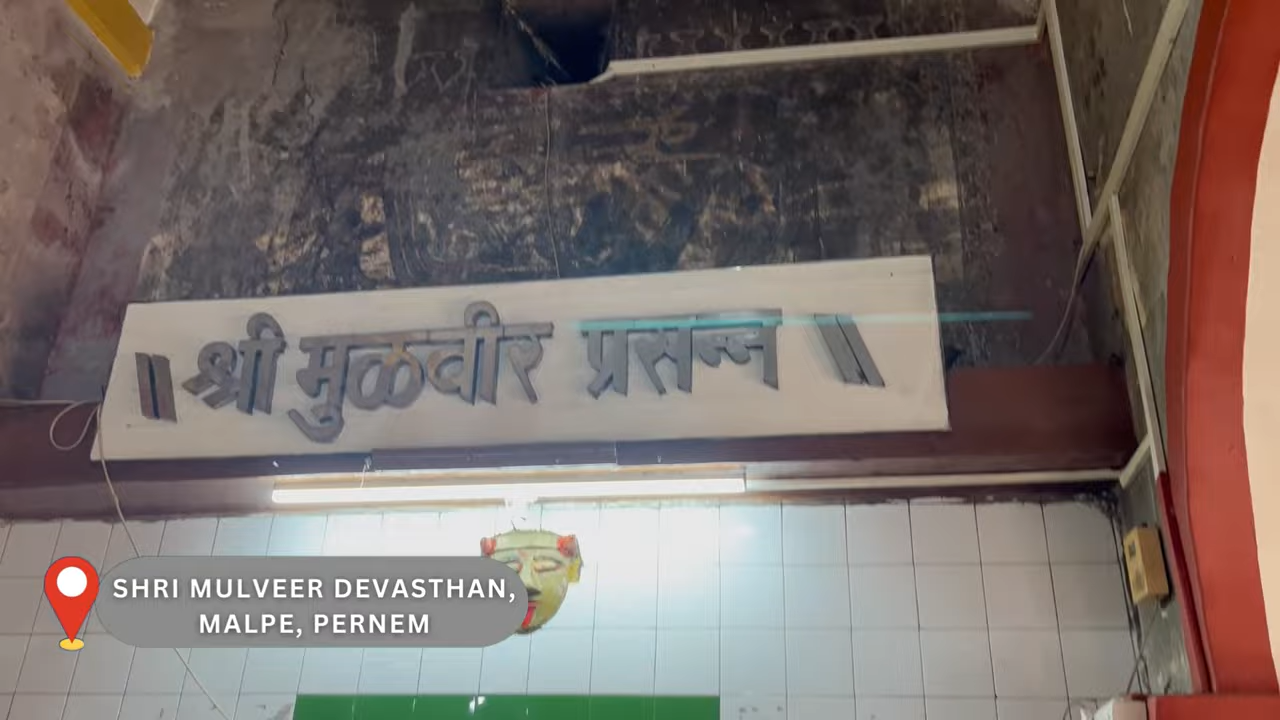 ॥ श्री मुळवीर प्रसन्न ॥
SHRI MULVEER DEVASTHAN,
MALPE, PERNEM